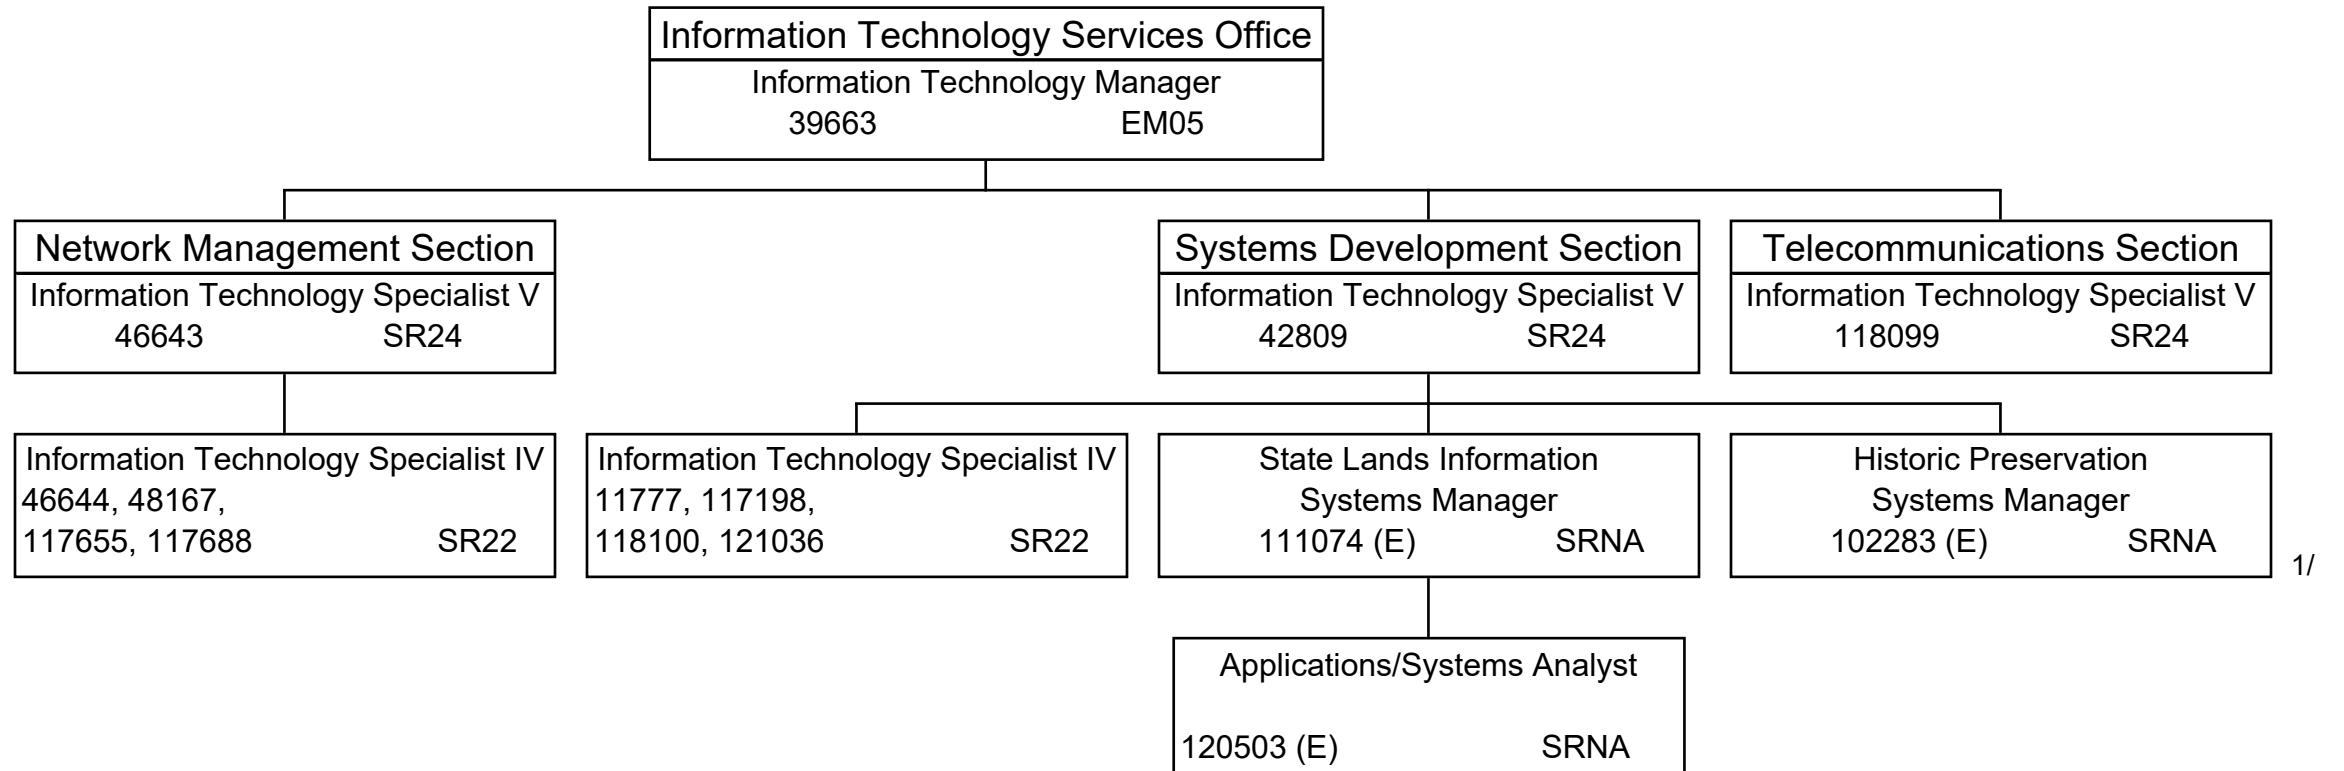 Information Technology Services Office
Information Technology Manager
39663 EM05
Network Management Section
Information Technology Specialist V
46643 SR24
Systems Development Section
Information Technology Specialist V
42809 SR24
Telecommunications Section
Information Technology Specialist V
118099 SR24
Information Technology Specialist IV
46644, 48167,
117655, 117688 SR22
Information Technology Specialist IV
11777, 117198,
118100, 121036 SR22
State Lands Information
Systems Manager
111074 (E) SRNA
Historic Preservation
Systems Manager
102283 (E) SRNA
1/
Applications/Systems Analyst
120503 (E) SRNA